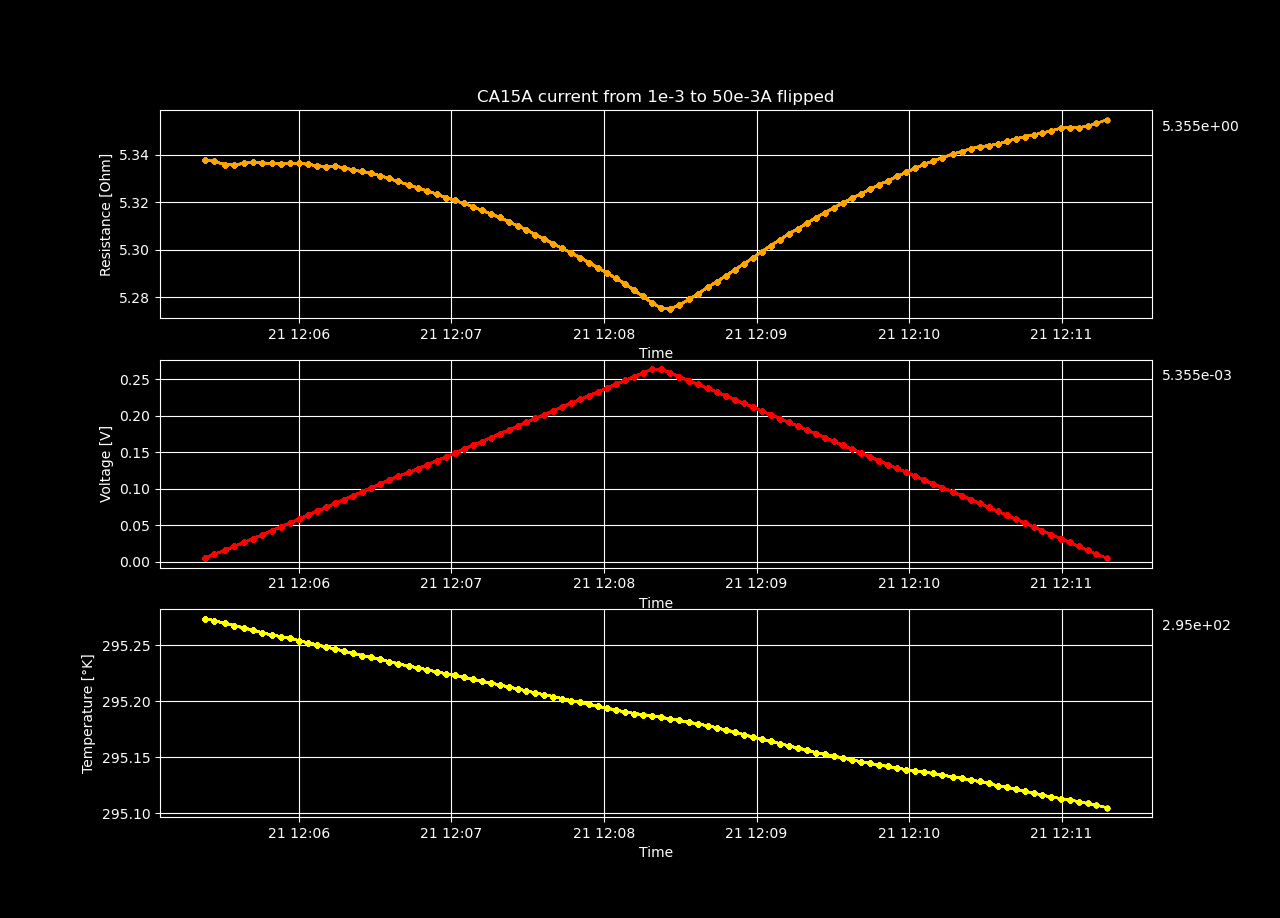 CA15A current from 1e-3 to 50e-3A flipped
5.355e+00
Resistance [Ohm]
5.34
5.32
5.30
5.28
21 12:06 21 12:07 21 12:08 21 12:09 21 12:10 21 12:11
Time
5.355e-03
Voltage [V]
0.25
0.20
0.15
0.10
0.05
0.00
21 12:06 21 12:07 21 12:08 21 12:09 21 12:10 21 12:11
Time
2.95e+02
Temperature [°K]
295.25
295.20
295.15
295.10
21 12:06 21 12:07 21 12:08 21 12:09 21 12:10 21 12:11
Time